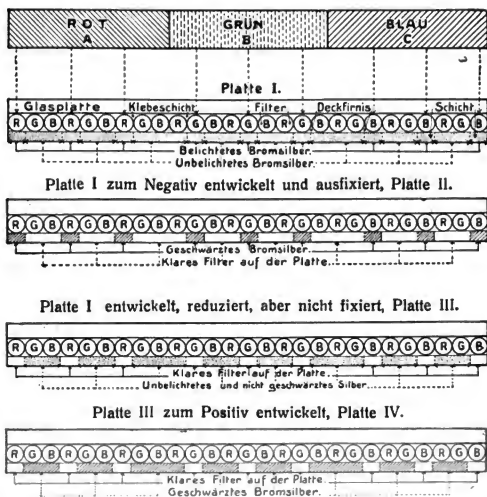 ROT GRÜN BLAU
A B C
Platte I.
Glasplatte Klebeschicht Filter Deckfirnis Schicht
R G B R G B R G B R G B R G B R G B R G B R G B R G B
Belichtetes Bromsilber.
Unbelichtetes Bromsilber.
Platte I zum Negativ entwickelt und ausfixiert, Platte II.
R G B R G B R G B R G B R G B R G B R G B R G B R G B
Geschwärztes Bromsilber.
Klares Filter auf der Platte.
Platte I entwickelt, reduziert, aber nicht fixiert, Platte III.
R G B R G B R G B R G B R G B R G B R G B R G B R G B
Klares Filter auf der Platte.
Unbelichtetes und nicht geschwärztes Silber.
Platte III zum Positiv entwickelt, Platte IV.
R G B R G B R G B R G B R G B R G B R G B R G B R G B
Klares Filter auf der Platte.
Geschwärztes Bromsilber.